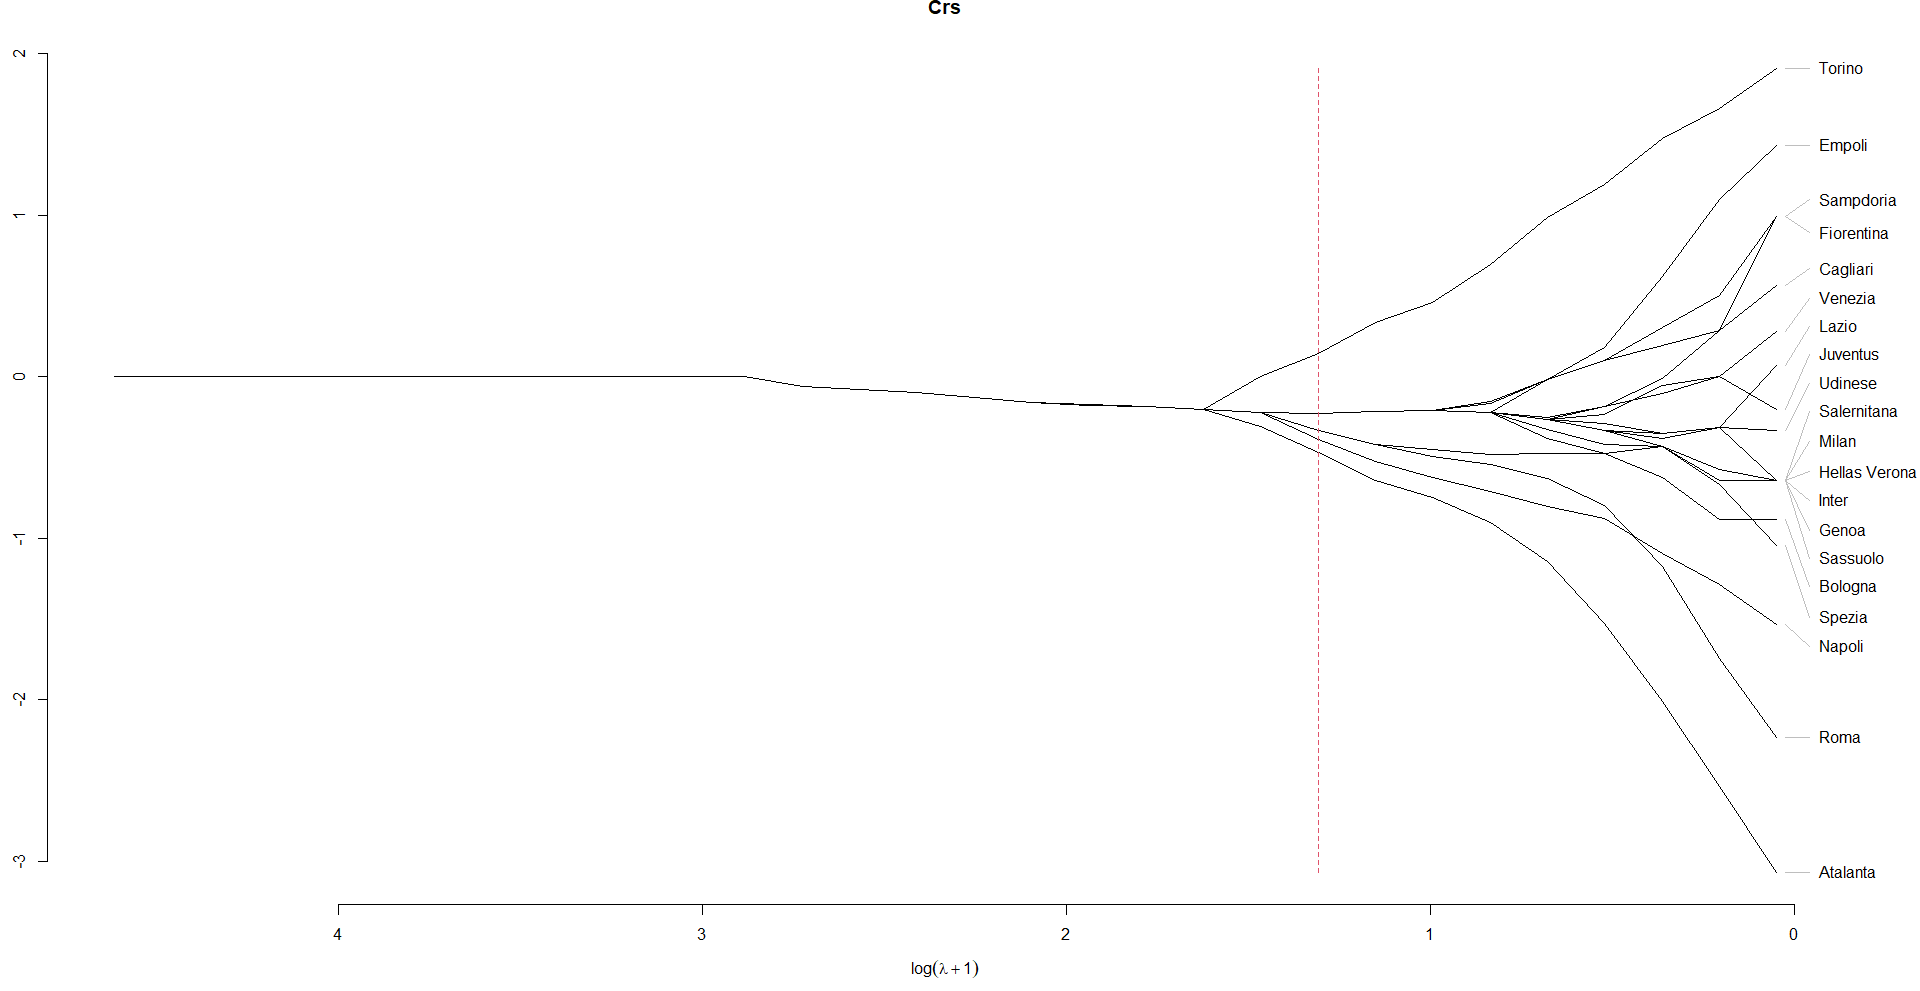 Crs
2
1
0
-1
-2
-3
Torino
Empoli
Sampdoria
Fiorentina
Cagliari
Venezia
Lazio
Juventus
Udinese
Salernitana
Milan
Hellas Verona
Inter
Genoa
Sassuolo
Bologna
Spezia
Napoli
Roma
Atalanta
4 3 2 1 0
log(λ + 1)